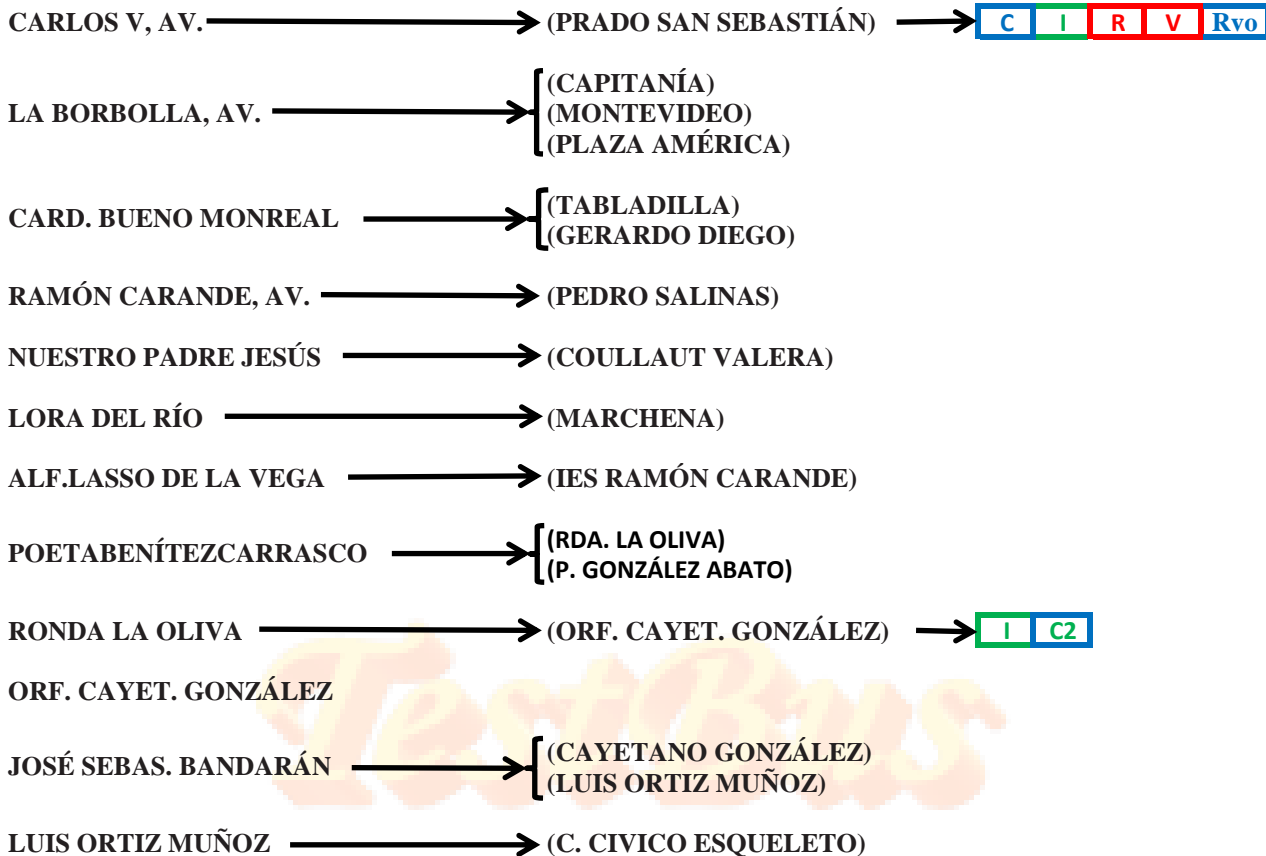 CARLOS V, AV. (PRADO SAN SEBASTIÁN) C I R V Rvo
LA BORBOLLA, AV. (CAPITANÍA)
(MONTEVIDEO)
(PLAZA AMÉRICA)
CARD. BUENO MONREAL (TABLADILLA)
(GERARDO DIEGO)
RAMÓN CARANDE, AV. (PEDRO SALINAS)
NUESTRO PADRE JESÚS (COULLAUT VALERA)
LORA DEL RÍO (MARCHENA)
ALF.LASSO DE LA VEGA (IES RAMÓN CARANDE)
POETABENÍTEZCARRASCO (RDA. LA OLIVA)
(P. GONZÁLEZ ABATO)
RONDA LA OLIVA (ORF. CAYET. GONZÁLEZ) I C2
ORF. CAYET. GONZÁLEZ
TestBus
JOSÉ SEBAS. BANDARÁN (CAYETANO GONZÁLEZ)
(LUIS ORTIZ MUÑOZ)
LUIS ORTIZ MUÑOZ (C. CIVICO ESQUELETO)